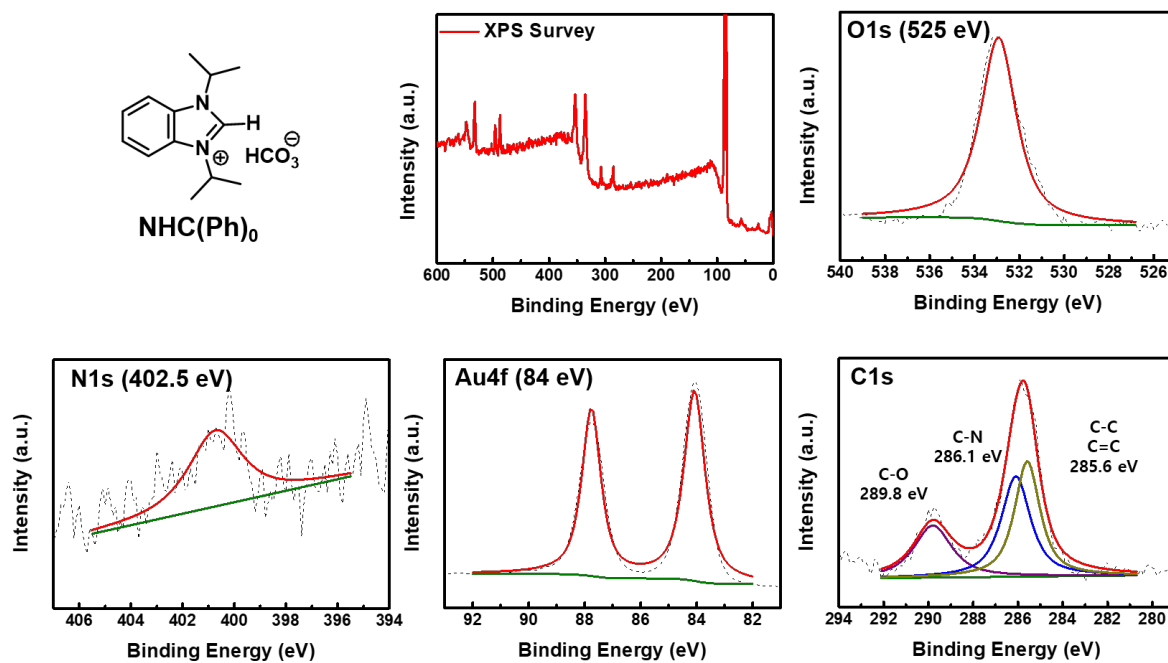 N
N
H
⊕
HCO₃
⊖
NHC(Ph)₀
XPS Survey
Intensity (a.u.)
600 500 400 300 200 100 0
Binding Energy (eV)
O1s (525 eV)
Intensity (a.u.)
540 538 536 534 532 530 528 526
Binding Energy (eV)
N1s (402.5 eV)
Intensity (a.u.)
406 404 402 400 398 396 394
Binding Energy (eV)
Au4f (84 eV)
Intensity (a.u.)
92 90 88 86 84 82
Binding Energy (eV)
C1s
C-O
289.8 eV
C-N
286.1 eV
C-C
C=C
285.6 eV
Intensity (a.u.)
294 292 290 288 286 284 282 280
Binding Energy (eV)